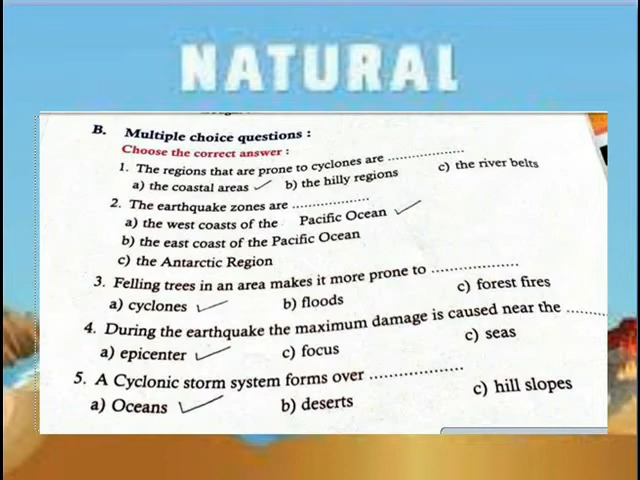 NATURAL
B. Multiple choice questions :
Choose the correct answer :
1. The regions that are prone to cyclones are ....................
a) the coastal areas ✓ b) the hilly regions c) the river belts
2. The earthquake zones are ....................
a) the west coasts of the Pacific Ocean ✓
b) the east coast of the Pacific Ocean
c) the Antarctic Region
3. Felling trees in an area makes it more prone to ....................
a) cyclones ✓ b) floods c) forest fires
4. During the earthquake the maximum damage is caused near the ..........
a) epicenter ✓ c) focus c) seas
5. A Cyclonic storm system forms over ....................
a) Oceans ✓ b) deserts c) hill slopes